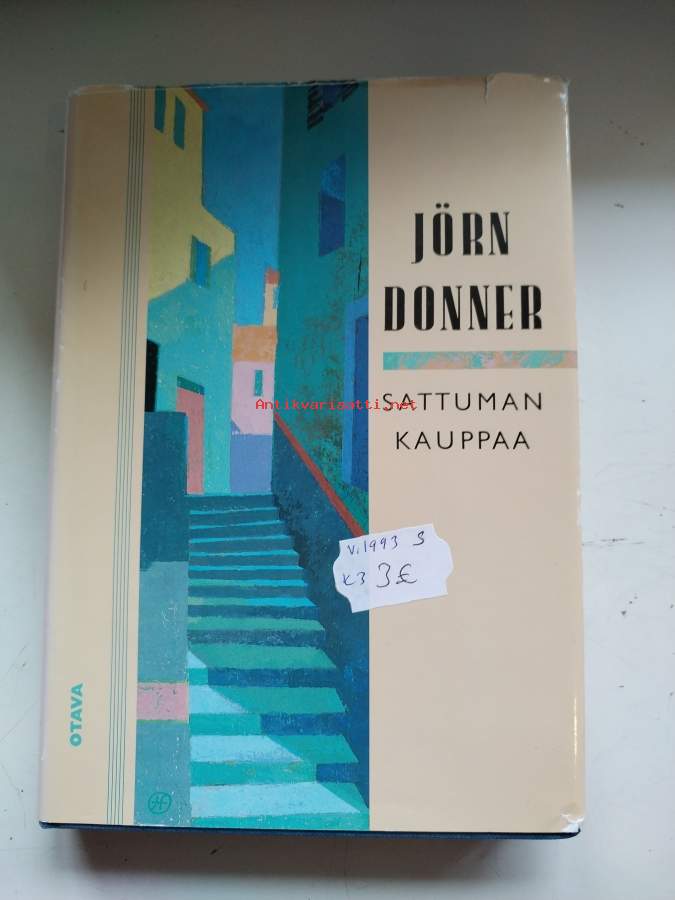 JÖRN
DONNER
SATTUMAN
KAUPPAA
Antikvariaatti.net
V. 1993 S
K3 3€
OTAVA